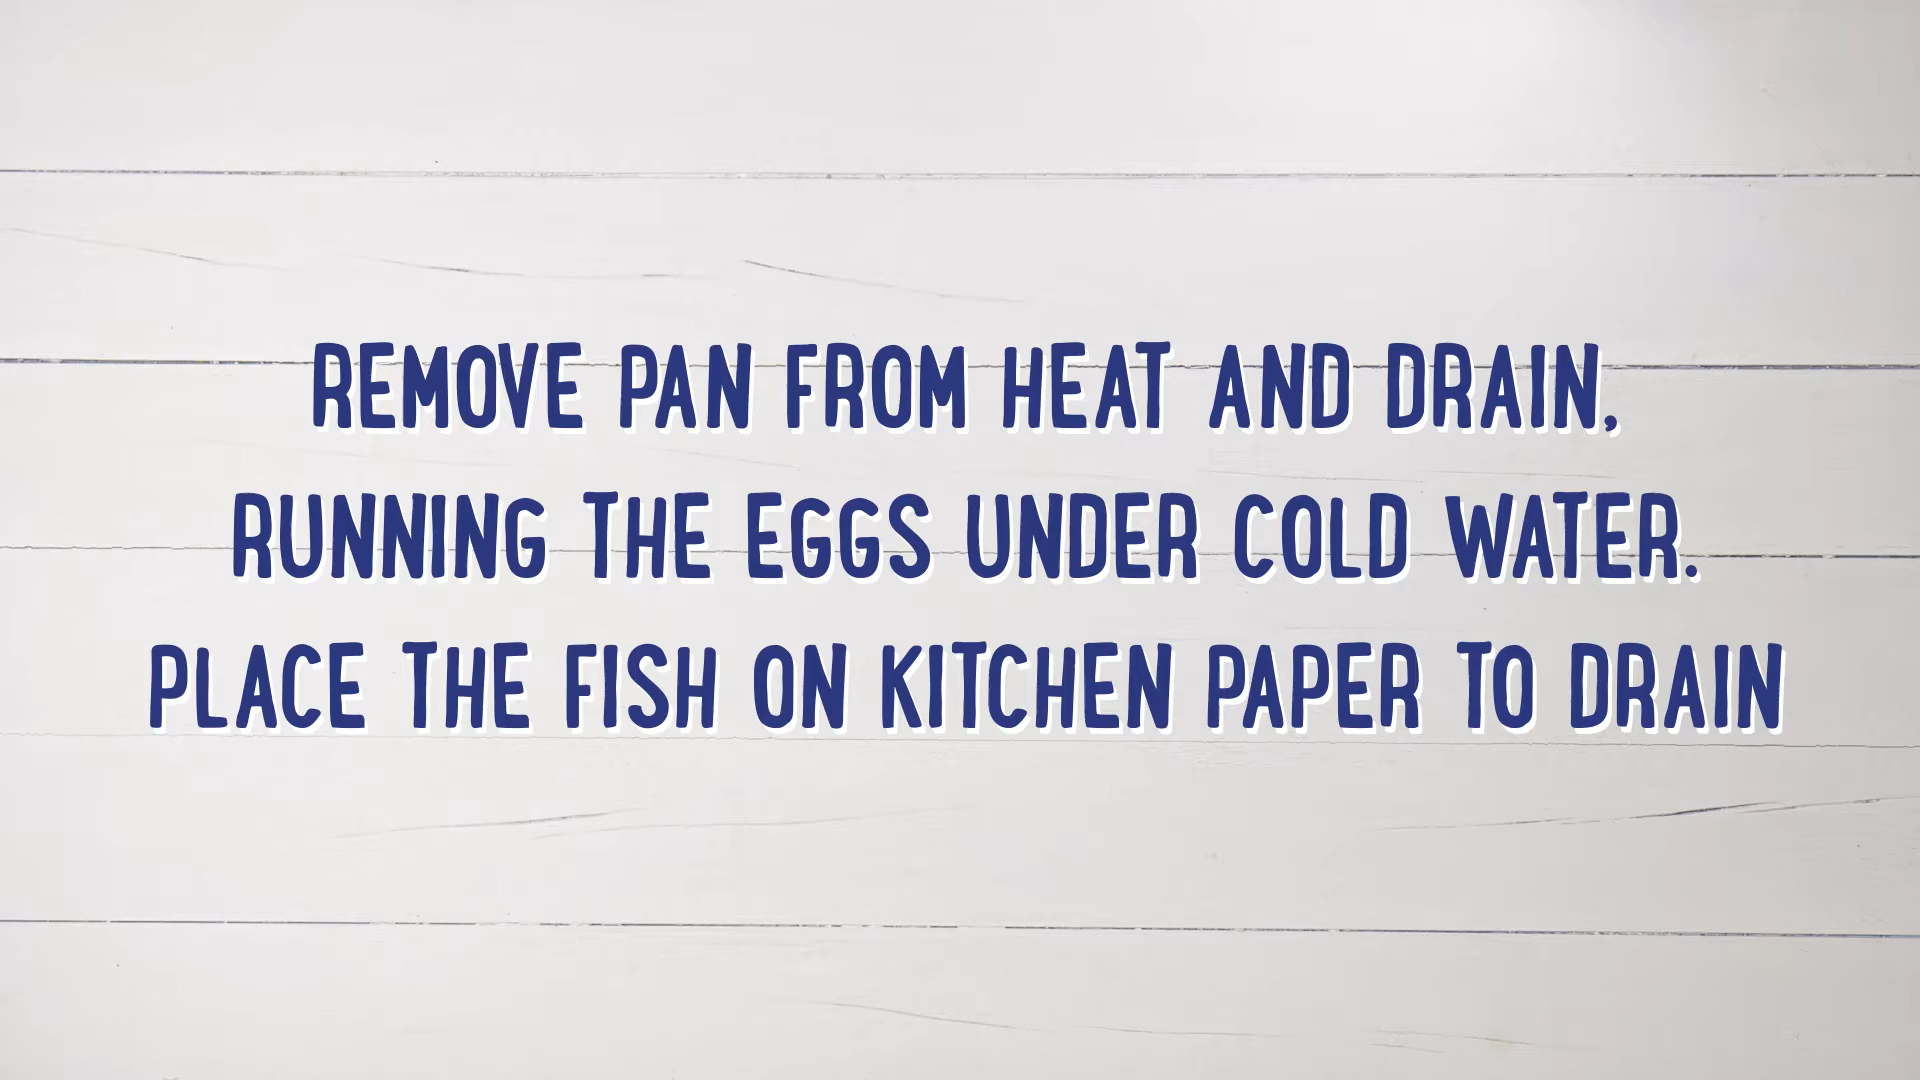 REMOVE PAN FROM HEAT AND DRAIN,
RUNNING THE EGGS UNDER COLD WATER.
PLACE THE FISH ON KITCHEN PAPER TO DRAIN